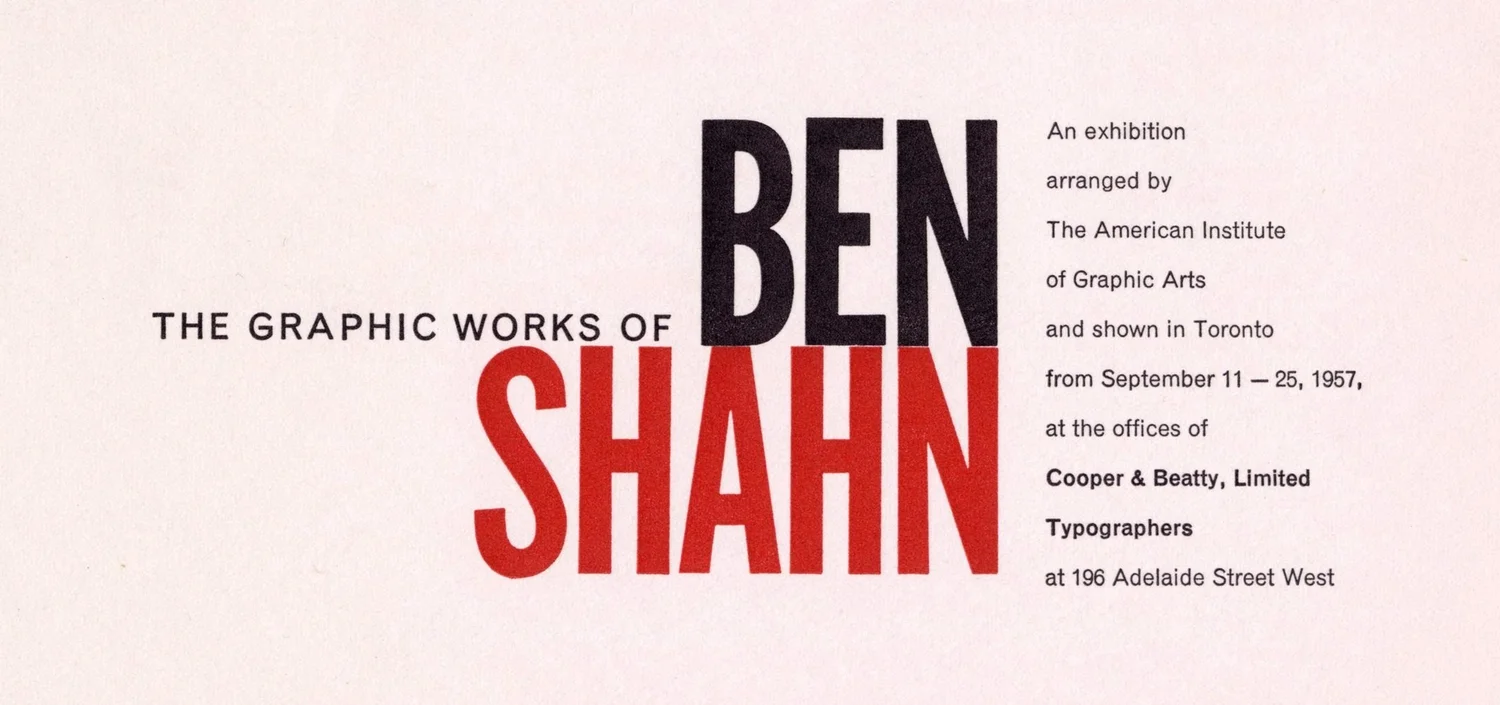 THE GRAPHIC WORKS OF
BEN
SHAHN
An exhibition
arranged by
The American Institute
of Graphic Arts
and shown in Toronto
from September 11 — 25, 1957,
at the offices of
Cooper & Beatty, Limited
Typographers
at 196 Adelaide Street West